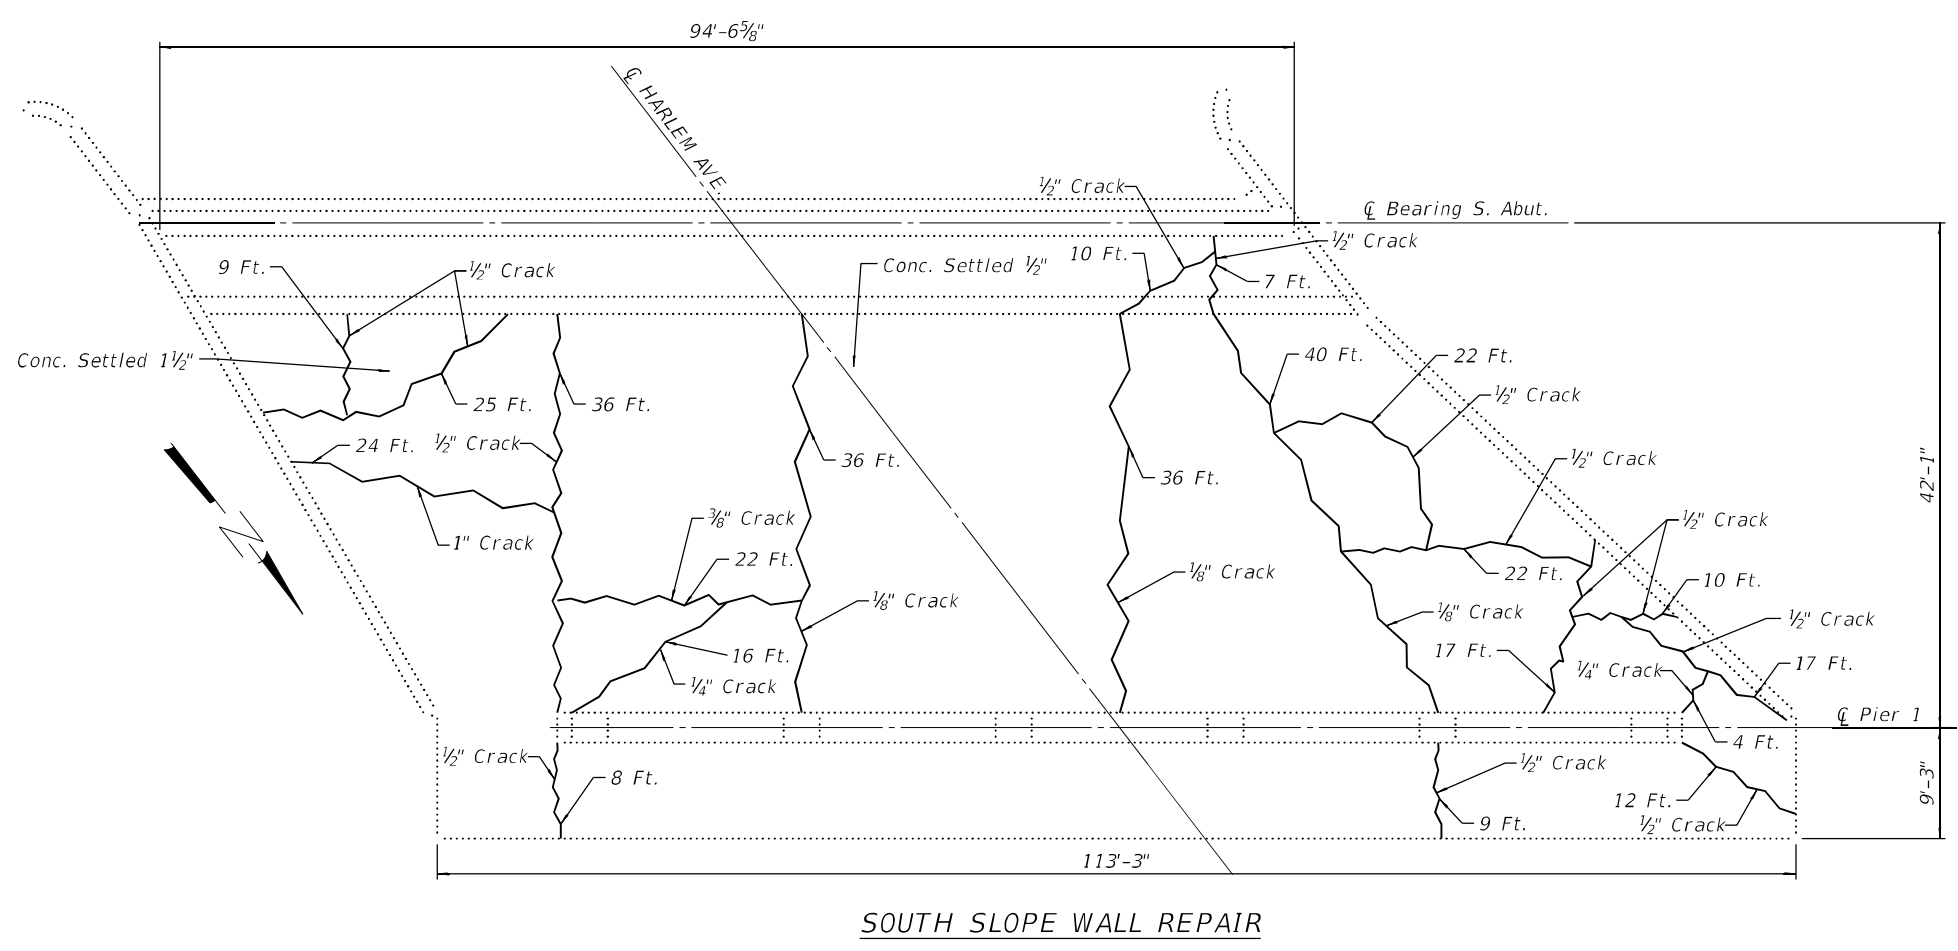 94'-6⅝"
℄ HARLEM AVE.
½" Crack
℄ Bearing S. Abut.
½" Crack
9 Ft.
½" Crack
Conc. Settled ½"
10 Ft.
7 Ft.
Conc. Settled 1½"
40 Ft.
22 Ft.
½" Crack
25 Ft.
36 Ft.
24 Ft.
½" Crack
36 Ft.
½" Crack
36 Ft.
42'-1"
⅜" Crack
½" Crack
1" Crack
22 Ft.
⅛" Crack
22 Ft.
10 Ft.
⅛" Crack
⅛" Crack
½" Crack
16 Ft.
17 Ft.
¼" Crack
17 Ft.
¼" Crack
N
℄ Pier 1
½" Crack
4 Ft.
½" Crack
8 Ft.
9'-3"
12 Ft.
9 Ft.
½" Crack
113'-3"
SOUTH SLOPE WALL REPAIR